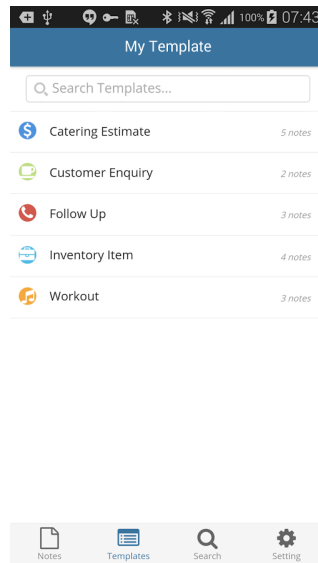 100% 07:43
My Template
Search Templates...
Catering Estimate 5 notes
Customer Enquiry 2 notes
Follow Up 3 notes
Inventory Item 4 notes
Workout 3 notes
Notes Templates Search Setting